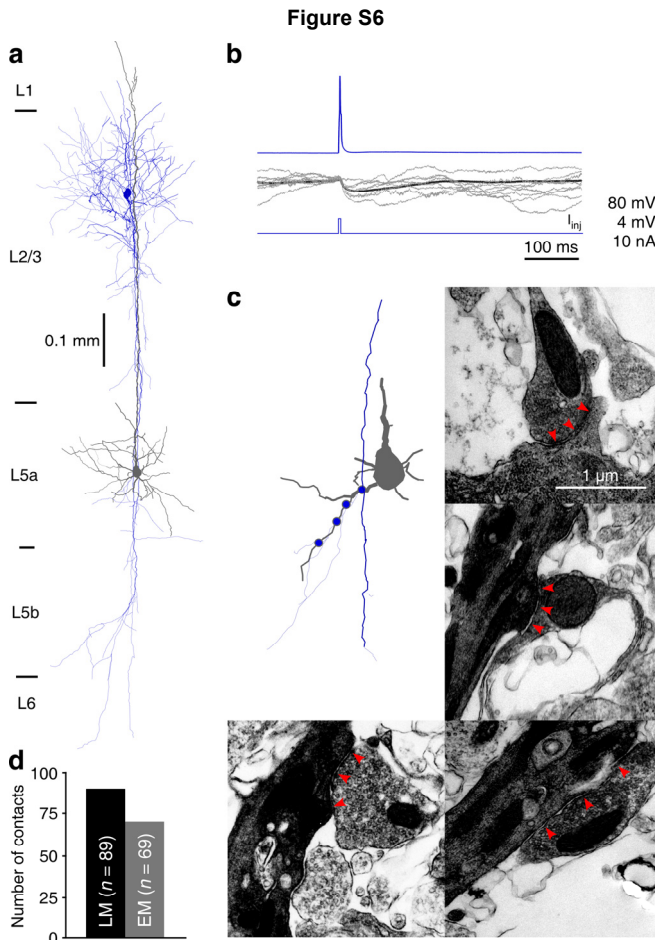 Figure S6
a
L1
L2/3
0.1 mm
L5a
L5b
L6
b
80 mV
4 mV
10 nA
Iinj
100 ms
c
1 µm
d
Number of contacts
100
75
50
25
0
LM (n = 89)
EM (n = 69)